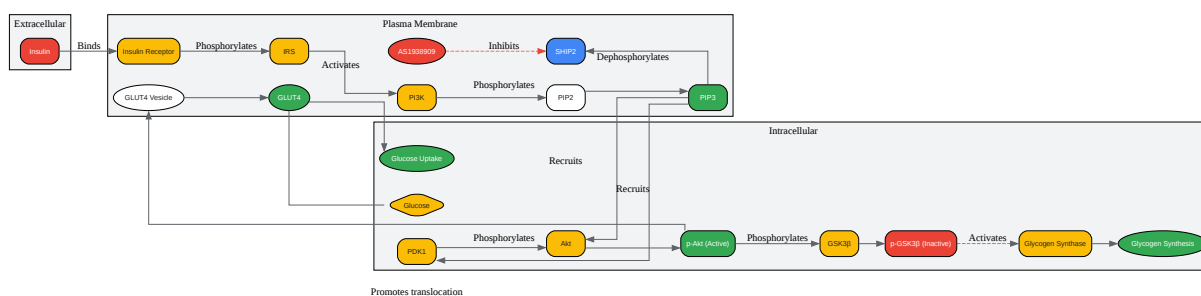 Extracellular
Plasma Membrane
Insulin
Binds
Insulin Receptor
Phosphorylates
IRS
AS1938909
Inhibits
SHIP2
Activates
Dephosphorylates
GLUT4 Vesicle
GLUT4
PI3K
Phosphorylates
PIP2
PIP3
Intracellular
Glucose Uptake
Recruits
Recruits
Glucose
PDK1
Phosphorylates
Akt
p-Akt (Active)
Phosphorylates
GSK3β
p-GSK3β (Inactive)
Activates
Glycogen Synthase
Glycogen Synthesis
Promotes translocation